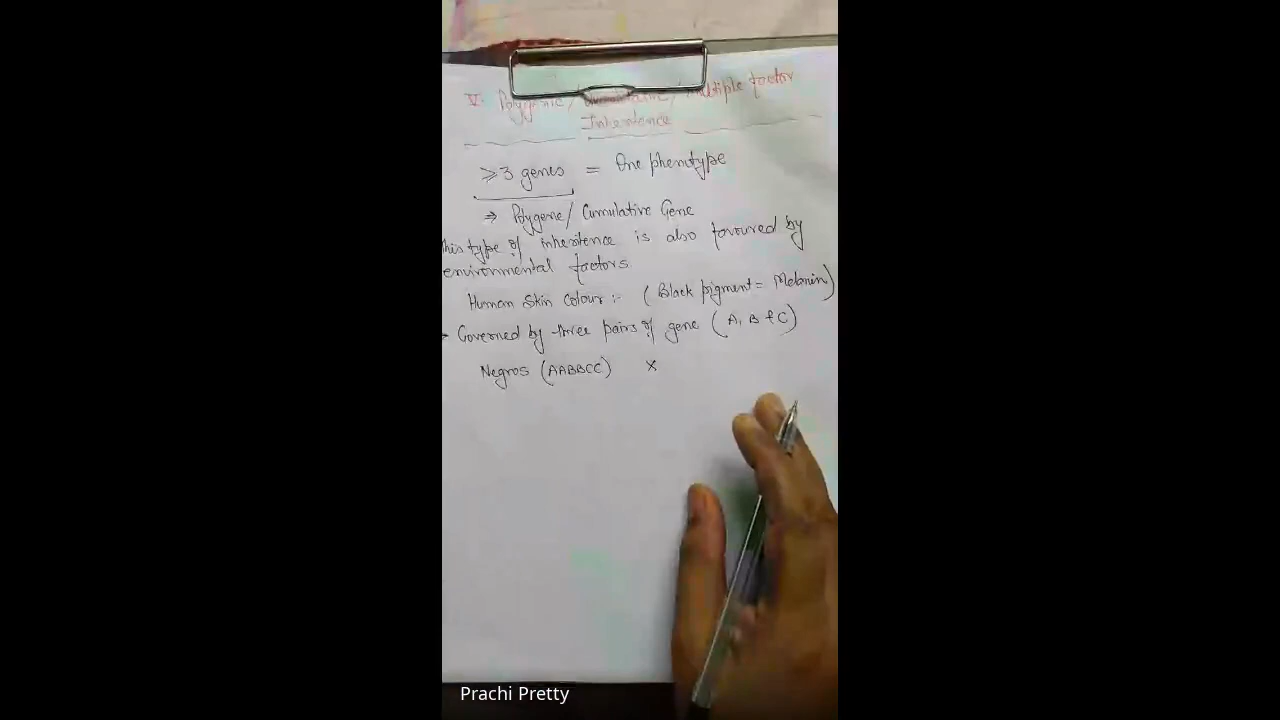 V. Polygenic / Quantitative / Multiple factor
Inheritance
≥3 genes = One phenotype
⇒ Polygene/ Cumulative Gene
this type of inheritence is also favoured by
environmental factors
Human Skin Colour :- (Black pigment = Melanin)
→ Governed by three pairs of gene (A, B & C)
Negros (AABBCC) x
Prachi Pretty